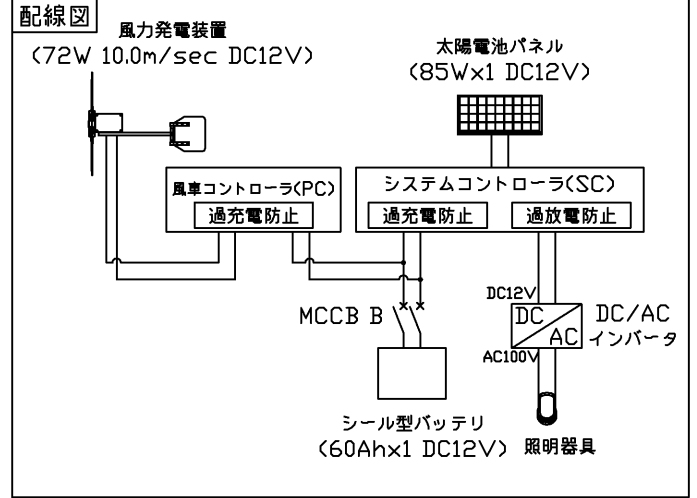 配線図
風力発電装置
(72W 10.0m/sec DC12V)
太陽電池パネル
(85Wx1 DC12V)
風車コントローラ(PC)
過充電防止
システムコントローラ(SC)
過充電防止
過放電防止
MCCB B
DC12V
DC
AC
DC/AC
インバータ
AC100V
シール型バッテリ
(60Ahx1 DC12V)
照明器具